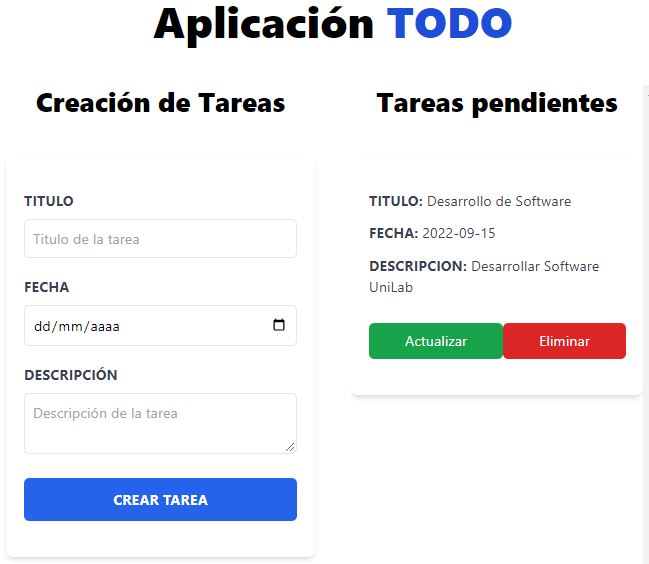 Aplicación TODO
Creación de Tareas
TITULO
Titulo de la tarea
FECHA
dd/mm/aaaa
DESCRIPCIÓN
Descripción de la tarea
CREAR TAREA
Tareas pendientes
TITULO: Desarrollo de Software
FECHA: 2022-09-15
DESCRIPCION: Desarrollar Software
UniLab
Actualizar
Eliminar